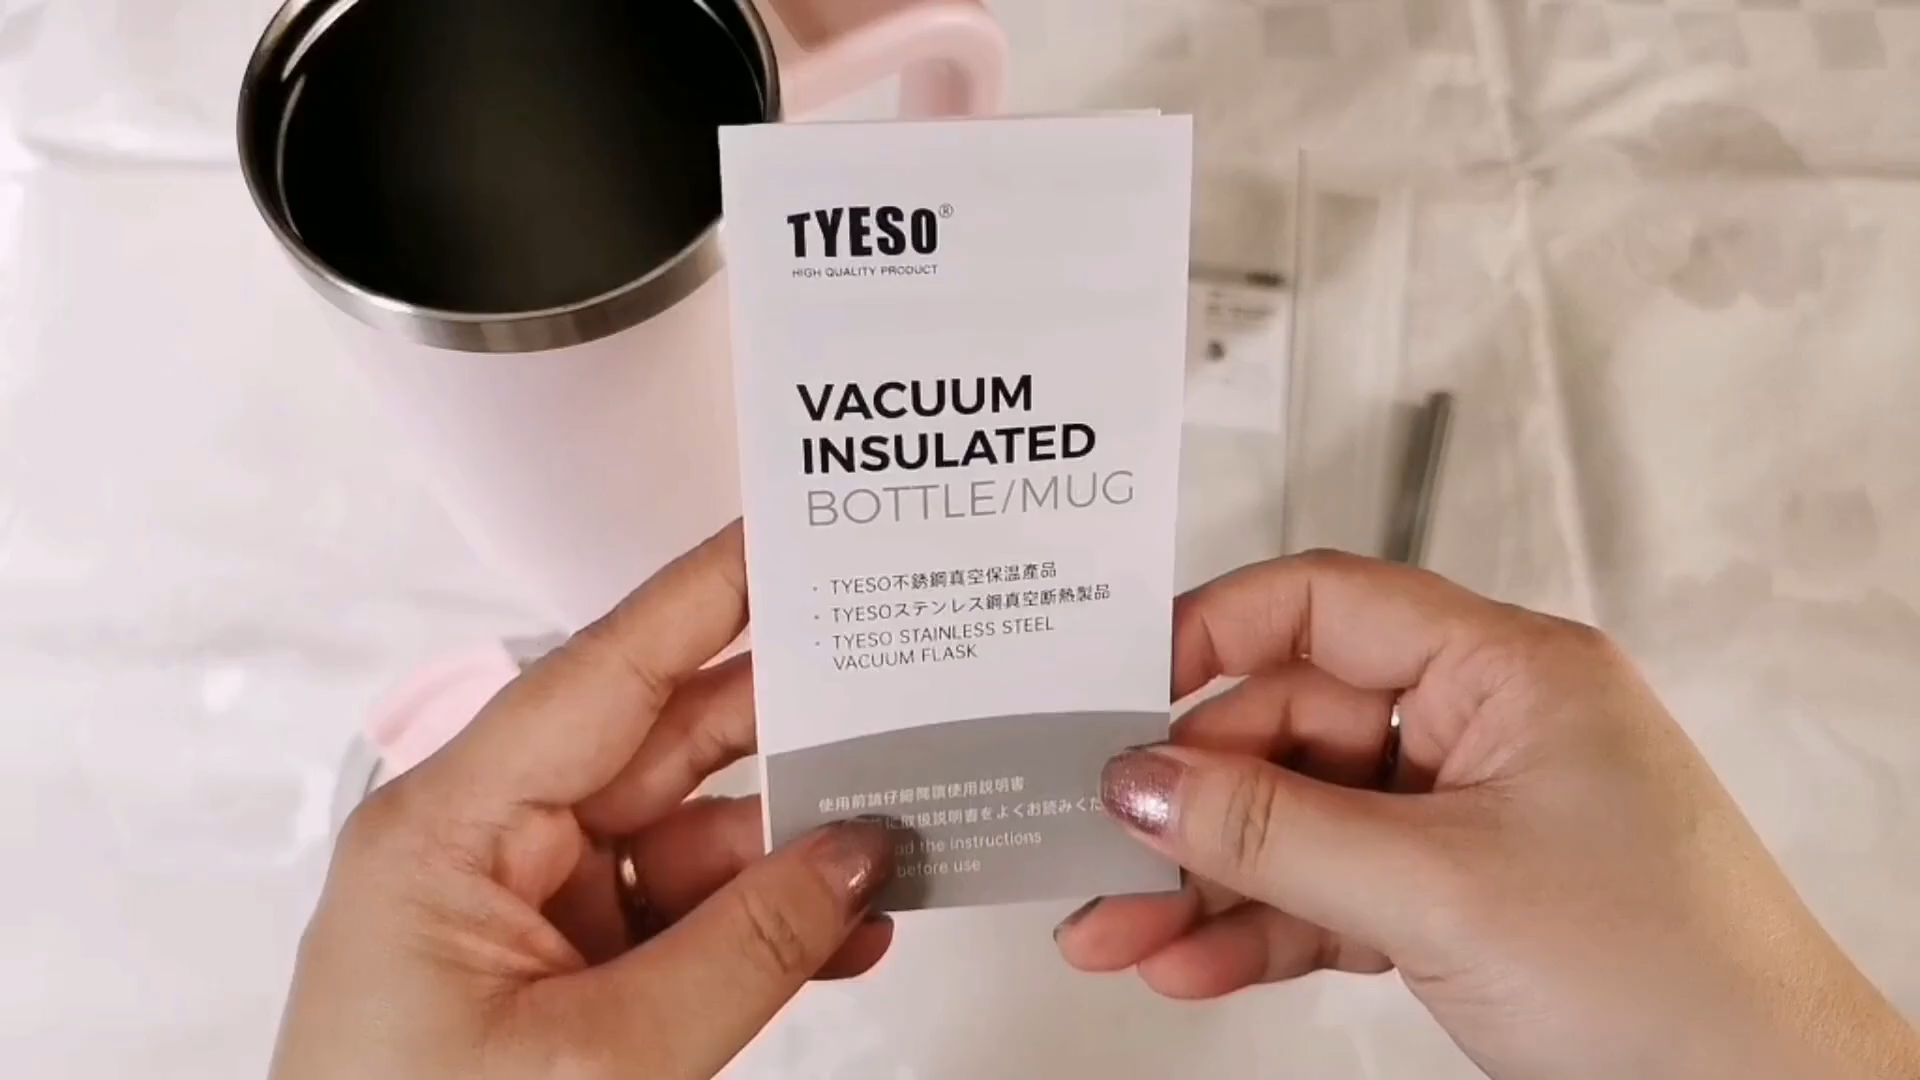 TYESO®
HIGH QUALITY PRODUCT
VACUUM
INSULATED
BOTTLE/MUG
· TYESO不銹鋼真空保温產品
· TYESOステンレス鋼真空断熱製品
· TYESO STAINLESS STEEL
VACUUM FLASK
使用前請仔細閱讀使用說明書
に取扱説明書をよくお読みくだ
the instructions
before use